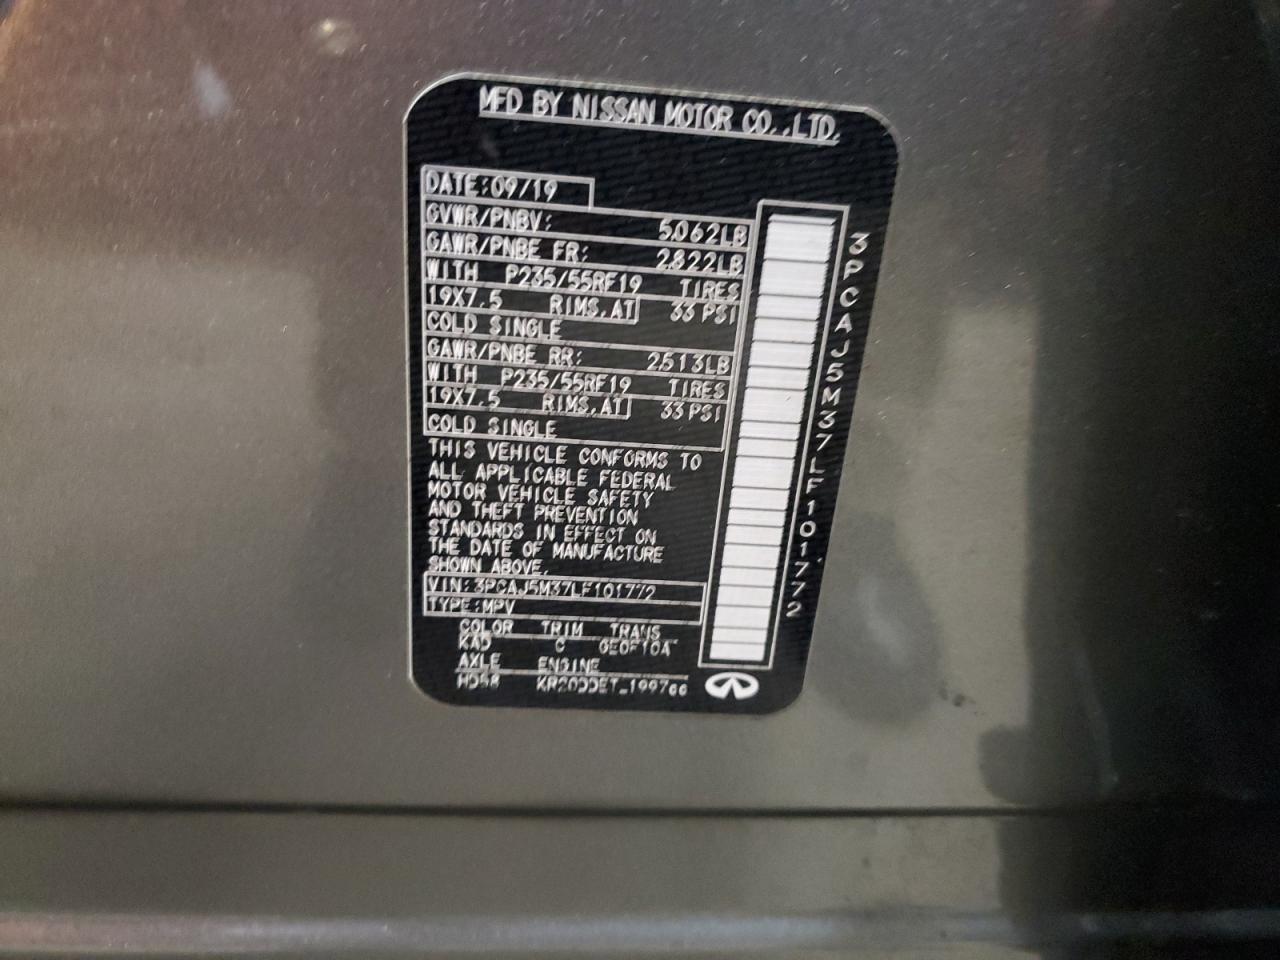 MFD BY NISSAN MOTOR CO.,LTD.
DATE:09/19
GVWR/PNBV: 5062LB
GAWR/PNBE FR: 2822LB
WITH P235/55RF19 TIRES
19X7.5 RIMS,AT 33 PSI
COLD SINGLE
GAWR/PNBE RR: 2513LB
WITH P235/55RF19 TIRES
19X7.5 RIMS,AT 33 PSI
COLD SINGLE
THIS VEHICLE CONFORMS TO
ALL APPLICABLE FEDERAL
MOTOR VEHICLE SAFETY
AND THEFT PREVENTION
STANDARDS IN EFFECT ON
THE DATE OF MANUFACTURE
SHOWN ABOVE.
VIN:3PCAJ5M37LF101772
TYPE:MPV
COLOR TRIM TRANS
KAD C GE0F10A
AXLE ENGINE
KR20DDET-1997cc
3PCAJ5M37LF101772